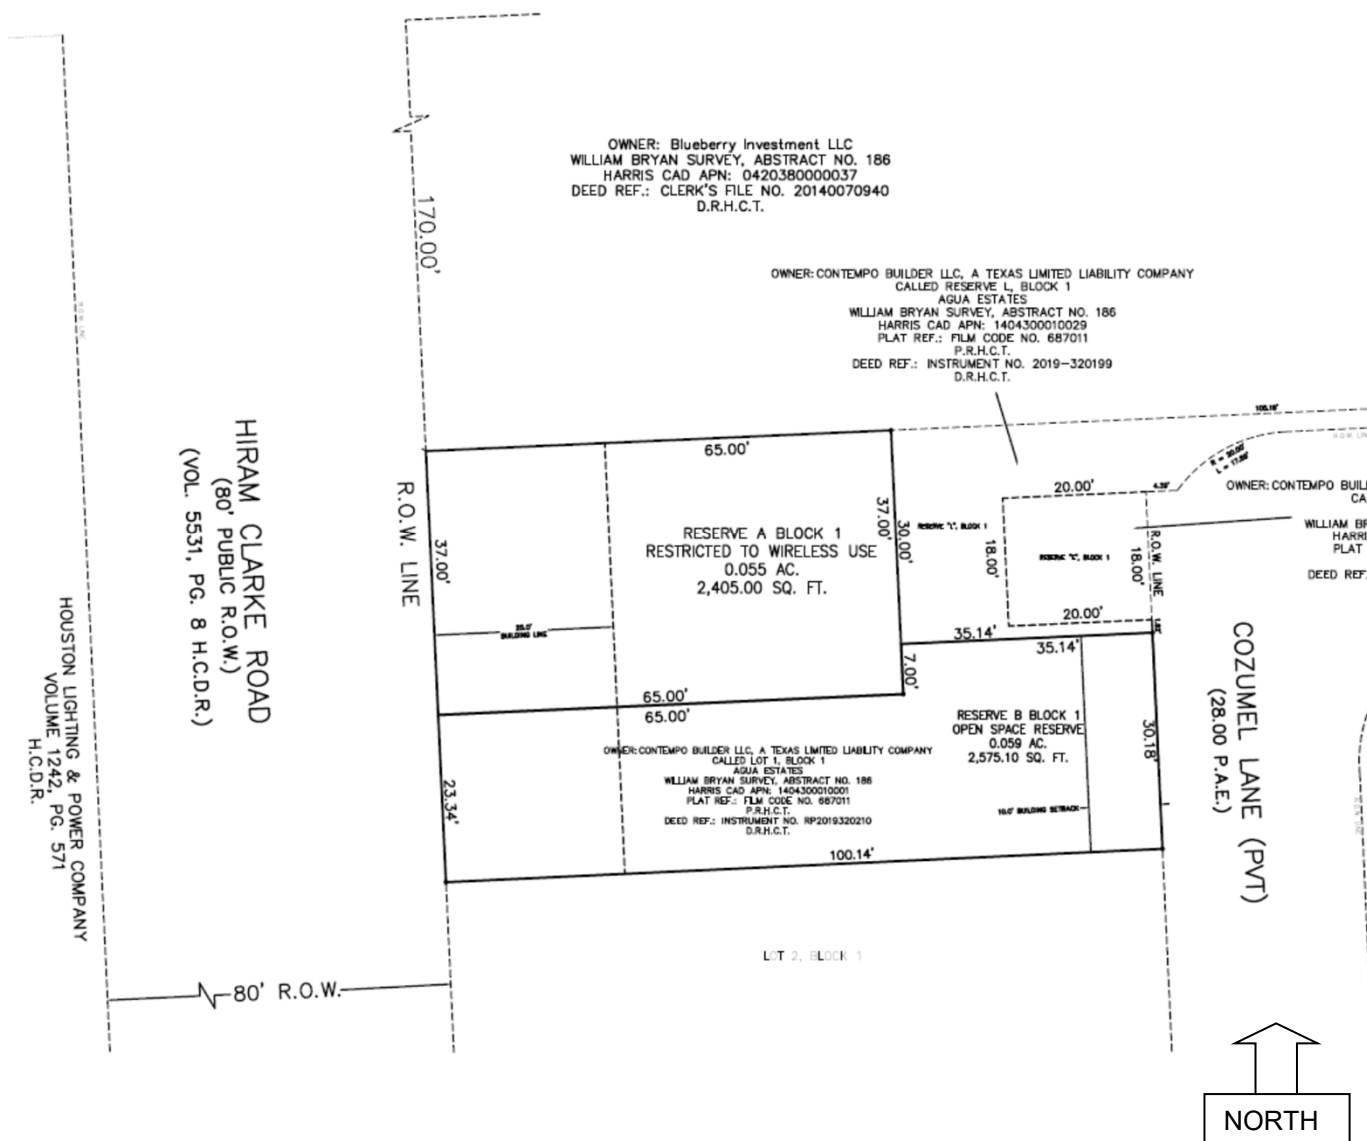 OWNER: Blueberry Investment LLC
WILLIAM BRYAN SURVEY, ABSTRACT NO. 186
HARRIS CAD APN: 0420380000037
DEED REF.: CLERK'S FILE NO. 20140070940
D.R.H.C.T.
170.00'
OWNER: CONTEMPO BUILDER LLC, A TEXAS LIMITED LIABILITY COMPANY
CALLED RESERVE L, BLOCK 1
AGUA ESTATES
WILLIAM BRYAN SURVEY, ABSTRACT NO. 186
HARRIS CAD APN: 1404300010029
PLAT REF.: FILM CODE NO. 687011
P.R.H.C.T.
DEED REF.: INSTRUMENT NO. 2019-320199
D.R.H.C.T.
R.O.W. LINE
HIRAM CLARKE ROAD
(80' PUBLIC R.O.W.)
(VOL. 5531, PG. 8 H.C.D.R.)
R.O.W. LINE
HOUSTON LIGHTING & POWER COMPANY
VOLUME 1242, PG. 571
H.C.D.R.
65.00'
37.00'
RESERVE A BLOCK 1
RESTRICTED TO WIRELESS USE
0.055 AC.
2,405.00 SQ. FT.
37.00'
30.00'
BUILDING LINE
65.00'
65.00'
7.00'
RESERVE "L", BLOCK 1
20.00'
18.00'
18.00'
20.00'
R.O.W. LINE
35.14'
35.14'
R = 20.00'
OWNER: CONTEMPO BUIL
CA
WILLIAM BR
HARRI
PLAT
DEED REF.
RESERVE B BLOCK 1
OPEN SPACE RESERVE
0.059 AC.
2,575.10 SQ. FT.
10.0' BUILDING SETBACK
30.18'
OWNER: CONTEMPO BUILDER LLC, A TEXAS LIMITED LIABILITY COMPANY
CALLED LOT 1, BLOCK 1
AGUA ESTATES
WILLIAM BRYAN SURVEY, ABSTRACT NO. 186
HARRIS CAD APN: 1404300010001
PLAT REF.: FILM CODE NO. 687011
P.R.H.C.T.
DEED REF.: INSTRUMENT NO. RP2019320210
D.R.H.C.T.
23.34'
100.14'
COZUMEL LANE (PVT)
(28.00 P.A.E.)
R.O.W. LINE
LOT 2, BLOCK 1
80' R.O.W.
NORTH